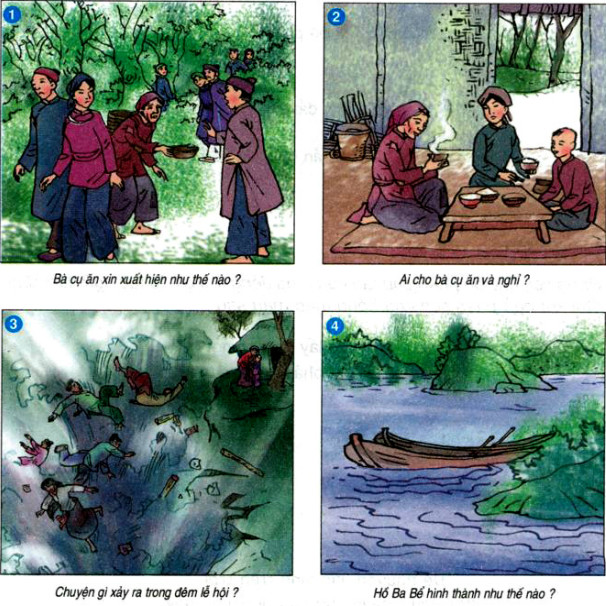 1
2
Bà cụ ăn xin xuất hiện như thế nào ?
Ai cho bà cụ ăn và nghỉ ?
3
4
Chuyện gì xảy ra trong đêm lễ hội ?
Hồ Ba Bể hình thành như thế nào ?